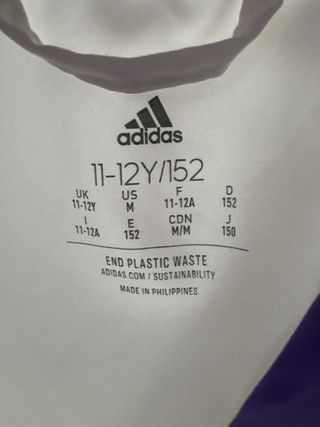 adidas
11-12Y/152
UK US F D
11-12Y M 11-12A 152
I E CDN J
11-12A 152 M/M 150
END PLASTIC WASTE
ADIDAS.COM / SUSTAINABILITY
MADE IN PHILIPPINES